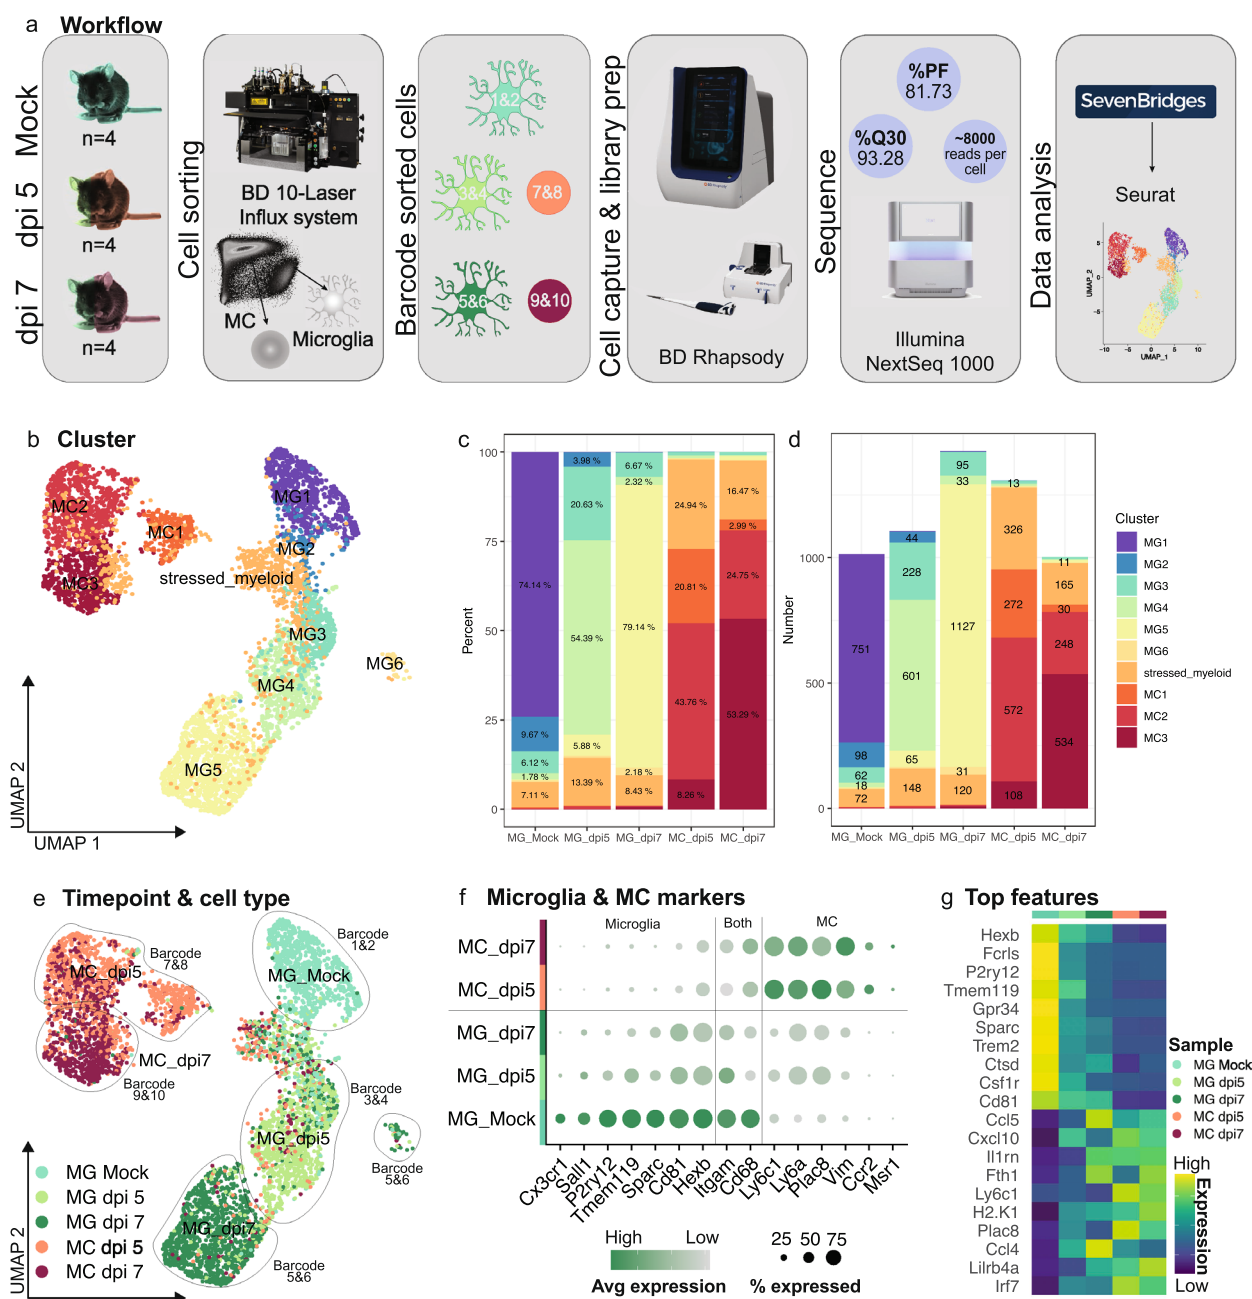 a Workflow
Mock
n=4
dpi 5
n=4
dpi 7
n=4
Cell sorting
BD 10-Laser
Influx system
MC
Microglia
Barcode sorted cells
1&2
3&4
7&8
5&6
9&10
Cell capture & library prep
BD Rhapsody
Sequence
%PF
81.73
%Q30
93.28
~8000
reads per
cell
Illumina
NextSeq 1000
Data analysis
SevenBridges
Seurat
UMAP_2
5
0
-5
-10
-5
0
5
10
UMAP_1
b Cluster
MC2
MC1
MC3
MG1
MG2
stressed_myeloid
MG3
MG4
MG5
MG6
UMAP 2
UMAP 1
c
Percent
100
75
50
25
0
74.14 %
9.67 %
6.12 %
1.78 %
7.11 %
3.98 %
20.63 %
54.39 %
5.88 %
13.39 %
6.67 %
2.32 %
79.14 %
2.18 %
8.43 %
24.94 %
20.81 %
43.76 %
8.26 %
16.47 %
2.99 %
24.75 %
53.29 %
MG_Mock
MG_dpi5
MG_dpi7
MC_dpi5
MC_dpi7
d
Number
1000
500
0
751
98
62
18
72
44
228
601
65
148
95
33
1127
31
120
13
326
272
572
108
11
165
30
248
534
MG_Mock
MG_dpi5
MG_dpi7
MC_dpi5
MC_dpi7
Cluster
MG1
MG2
MG3
MG4
MG5
MG6
stressed_myeloid
MC1
MC2
MC3
e Timepoint & cell type
MC_dpi5
Barcode
7&8
MC_dpi7
Barcode
9&10
MG_Mock
Barcode
1&2
Barcode
3&4
MG_dpi5
Barcode
5&6
MG_dpi7
Barcode
5&6
MG Mock
MG dpi 5
MG dpi 7
MC dpi 5
MC dpi 7
UMAP 2
f Microglia & MC markers
Microglia
Both
MC
MC_dpi7
MC_dpi5
MG_dpi7
MG_dpi5
MG_Mock
Cx3cr1
Sall1
P2ry12
Tmem119
Sparc
Cd81
Hexb
Itgam
Cd68
Ly6c1
Ly6a
Plac8
Vim
Ccr2
Msr1
High
Low
Avg expression
25 50 75
% expressed
g Top features
Hexb
Fcrls
P2ry12
Tmem119
Gpr34
Sparc
Trem2
Ctsd
Csf1r
Cd81
Ccl5
Cxcl10
Il1rn
Fth1
Ly6c1
H2.K1
Plac8
Ccl4
Lilrb4a
Irf7
Sample
MG Mock
MG dpi5
MG dpi7
MC dpi5
MC dpi7
High
Expression
Low